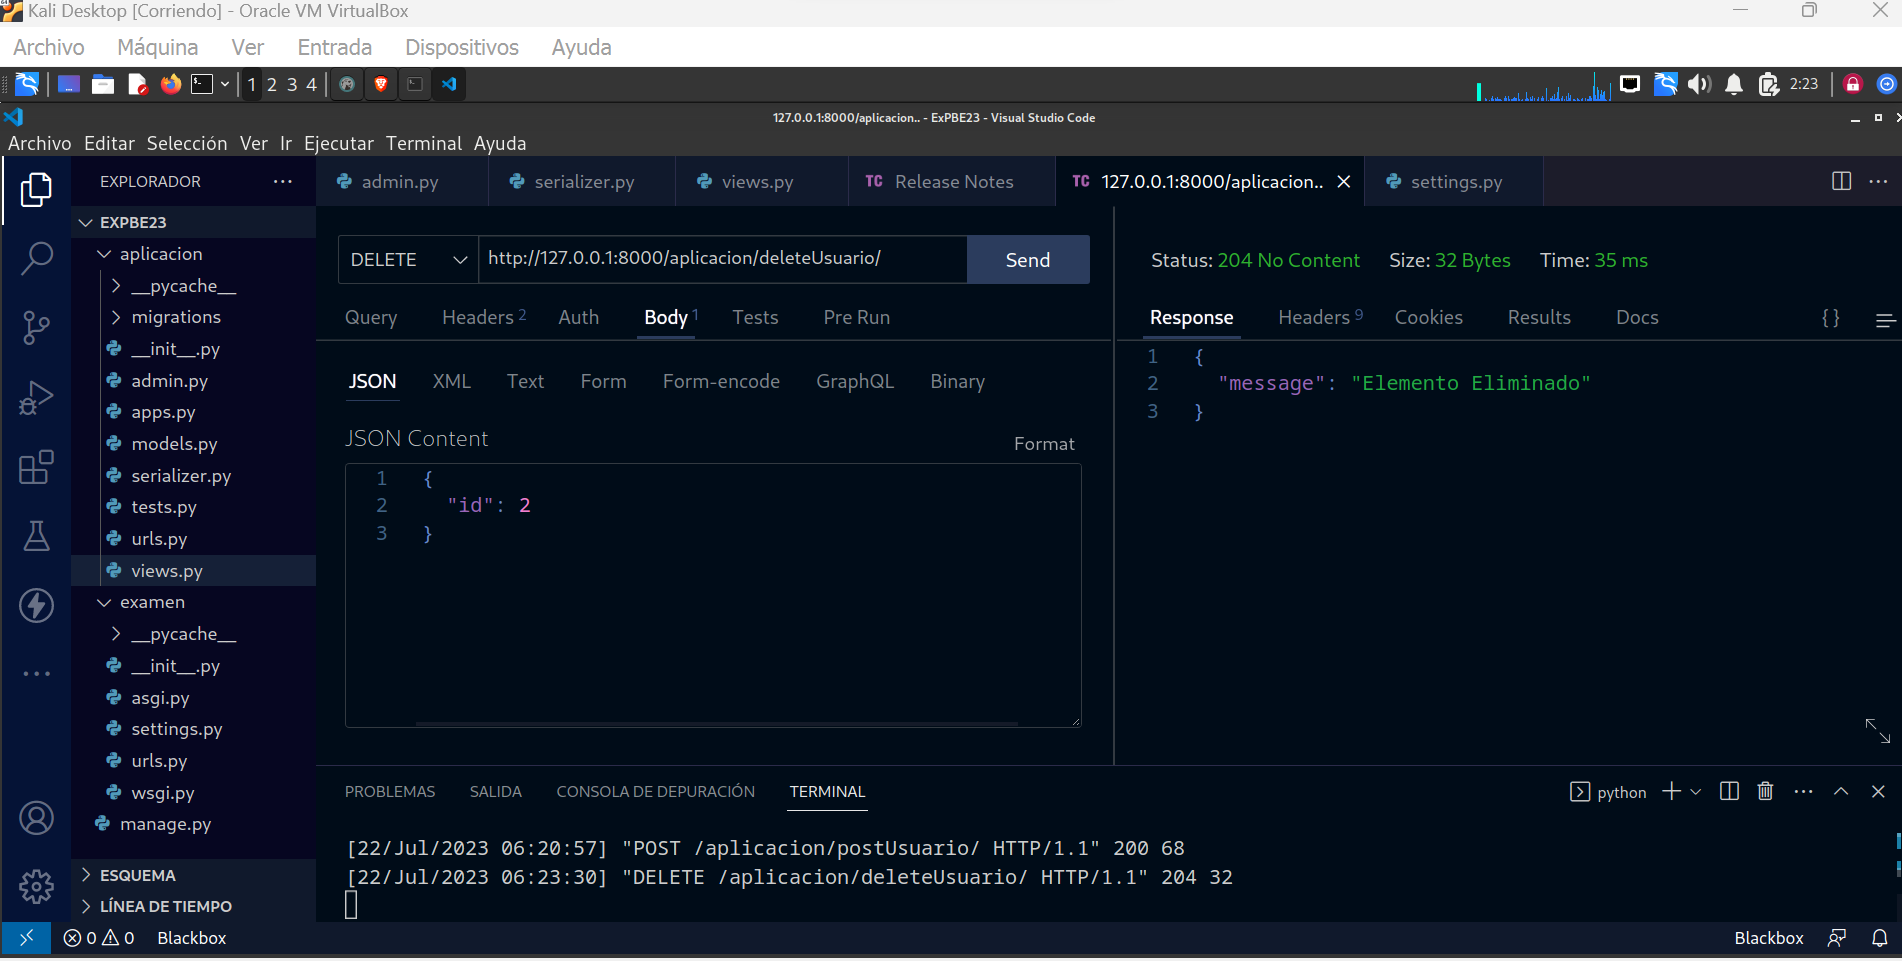 Kali Desktop [Corriendo] - Oracle VM VirtualBox
Archivo Máquina Ver Entrada Dispositivos Ayuda
1 2 3 4
2:23
127.0.0.1:8000/aplicacion.. - ExPBE23 - Visual Studio Code
Archivo Editar Selección Ver Ir Ejecutar Terminal Ayuda
EXPLORADOR
EXPBE23
aplicacion
__pycache__
migrations
__init__.py
admin.py
apps.py
models.py
serializer.py
tests.py
urls.py
views.py
examen
__pycache__
__init__.py
asgi.py
settings.py
urls.py
wsgi.py
manage.py
ESQUEMA
LÍNEA DE TIEMPO
admin.py serializer.py views.py TC Release Notes TC 127.0.0.1:8000/aplicacion.. settings.py
DELETE http://127.0.0.1:8000/aplicacion/deleteUsuario/ Send
Query Headers 2 Auth Body 1 Tests Pre Run
JSON XML Text Form Form-encode GraphQL Binary
JSON Content
Format
1 {
2 "id": 2
3 }
Status: 204 No Content Size: 32 Bytes Time: 35 ms
Response Headers 9 Cookies Results Docs {}
1 {
2 "message": "Elemento Eliminado"
3 }
PROBLEMAS SALIDA CONSOLA DE DEPURACIÓN TERMINAL
python
[22/Jul/2023 06:20:57] "POST /aplicacion/postUsuario/ HTTP/1.1" 200 68
[22/Jul/2023 06:23:30] "DELETE /aplicacion/deleteUsuario/ HTTP/1.1" 204 32
0 0 Blackbox
Blackbox